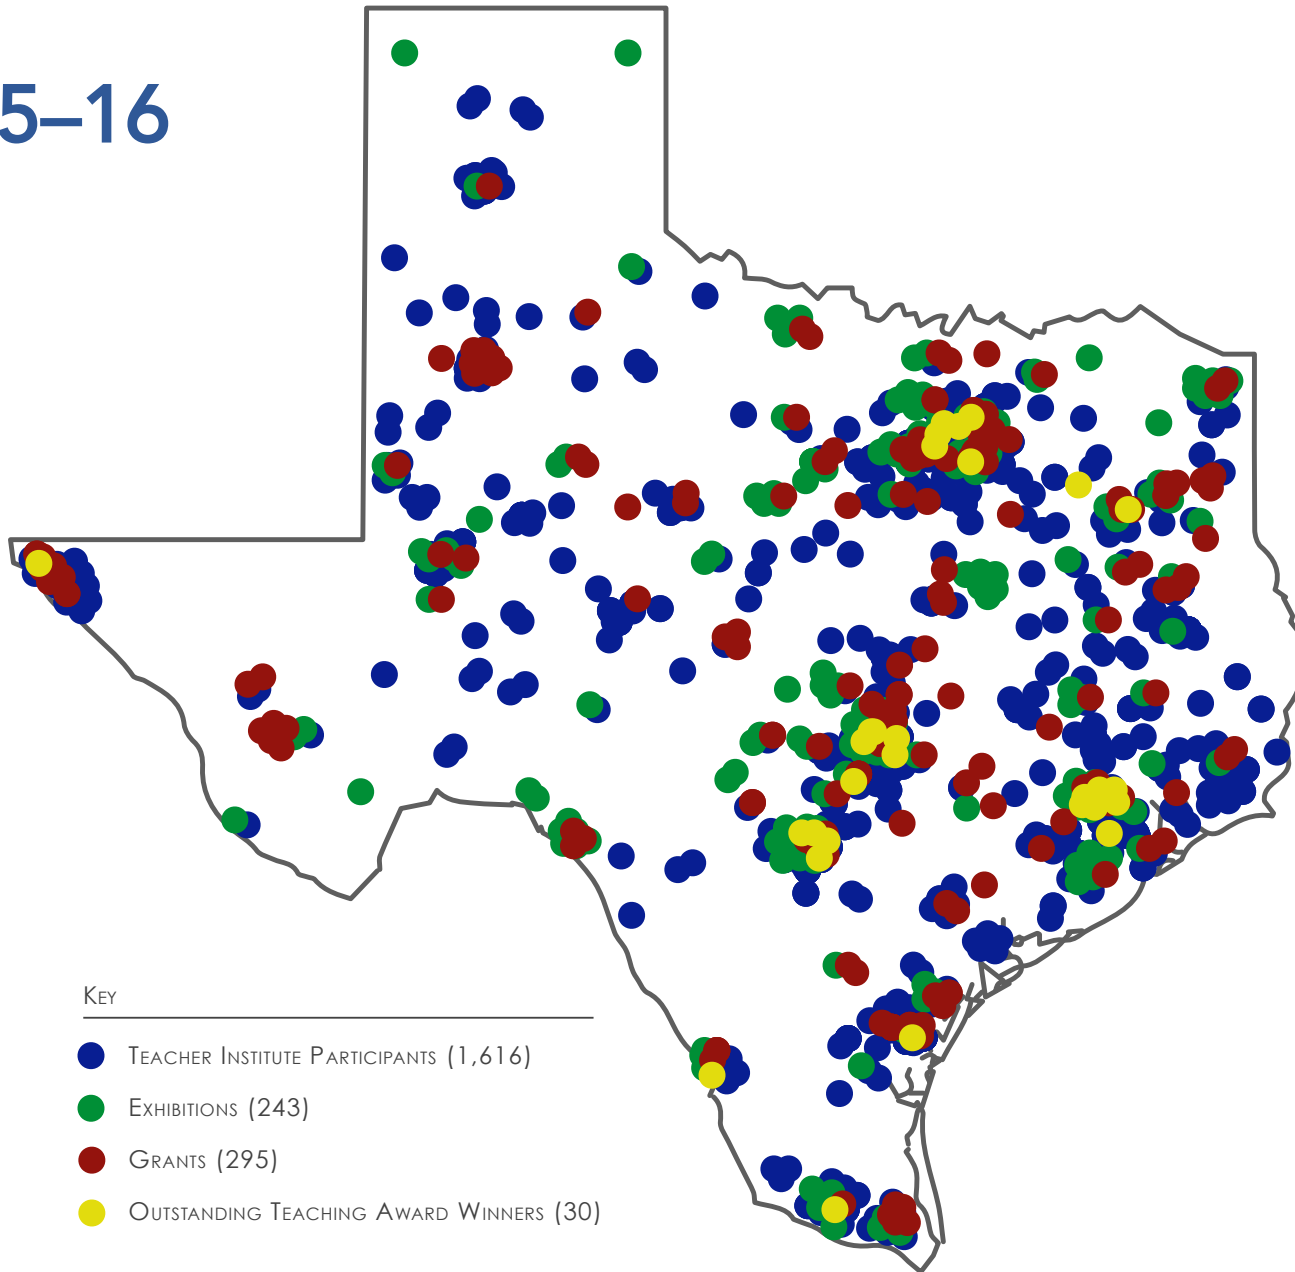 5–16
Key
Teacher Institute Participants (1,616)
Exhibitions (243)
Grants (295)
Outstanding Teaching Award Winners (30)